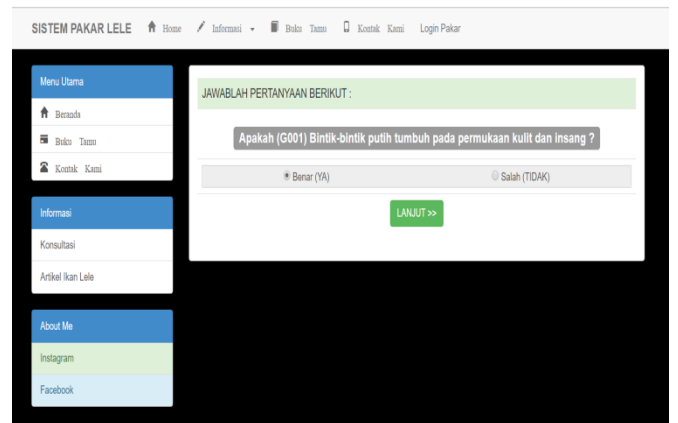 SISTEM PAKAR LELE Home Informasi Buku Tamu Kontak Kami Login Pakar
Menu Utama
Beranda
Buku Tamu
Kontak Kami
Informasi
Konsultasi
Artikel Ikan Lele
About Me
Instagram
Facebook
JAWABLAH PERTANYAAN BERIKUT :
Apakah (G001) Bintik-bintik putih tumbuh pada permukaan kulit dan insang ?
Benar (YA) Salah (TIDAK)
LANJUT >>